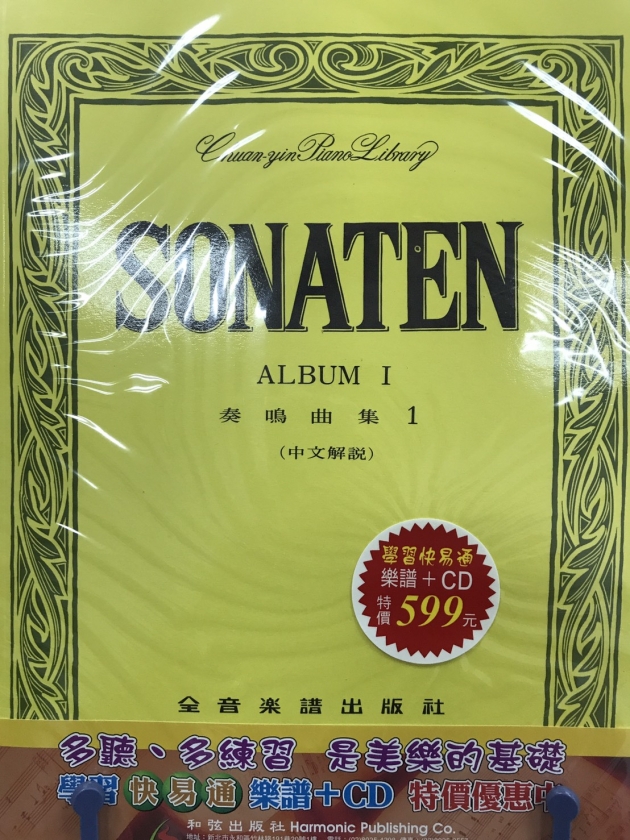 Chuan-yin Piano Library
SONATEN
ALBUM I
奏鳴曲集 1
(中文解説)
學習快易通
樂譜+CD
特價 599元
全音楽譜出版社
多聽、多練習 是美樂的基礎
學習 快易通 樂譜+CD 特價優惠中
和弦出版社 Harmonic Publishing Co.